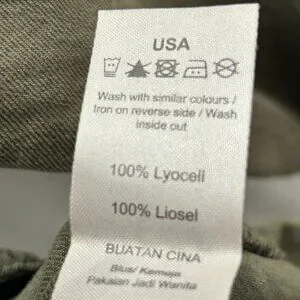 USA
Wash with similar colours /
Iron on reverse side / Wash
inside out
100% Lyocell
100% Liosel
BUATAN CINA
Blus/ Kemeja
Pakaian Jadi Wanita